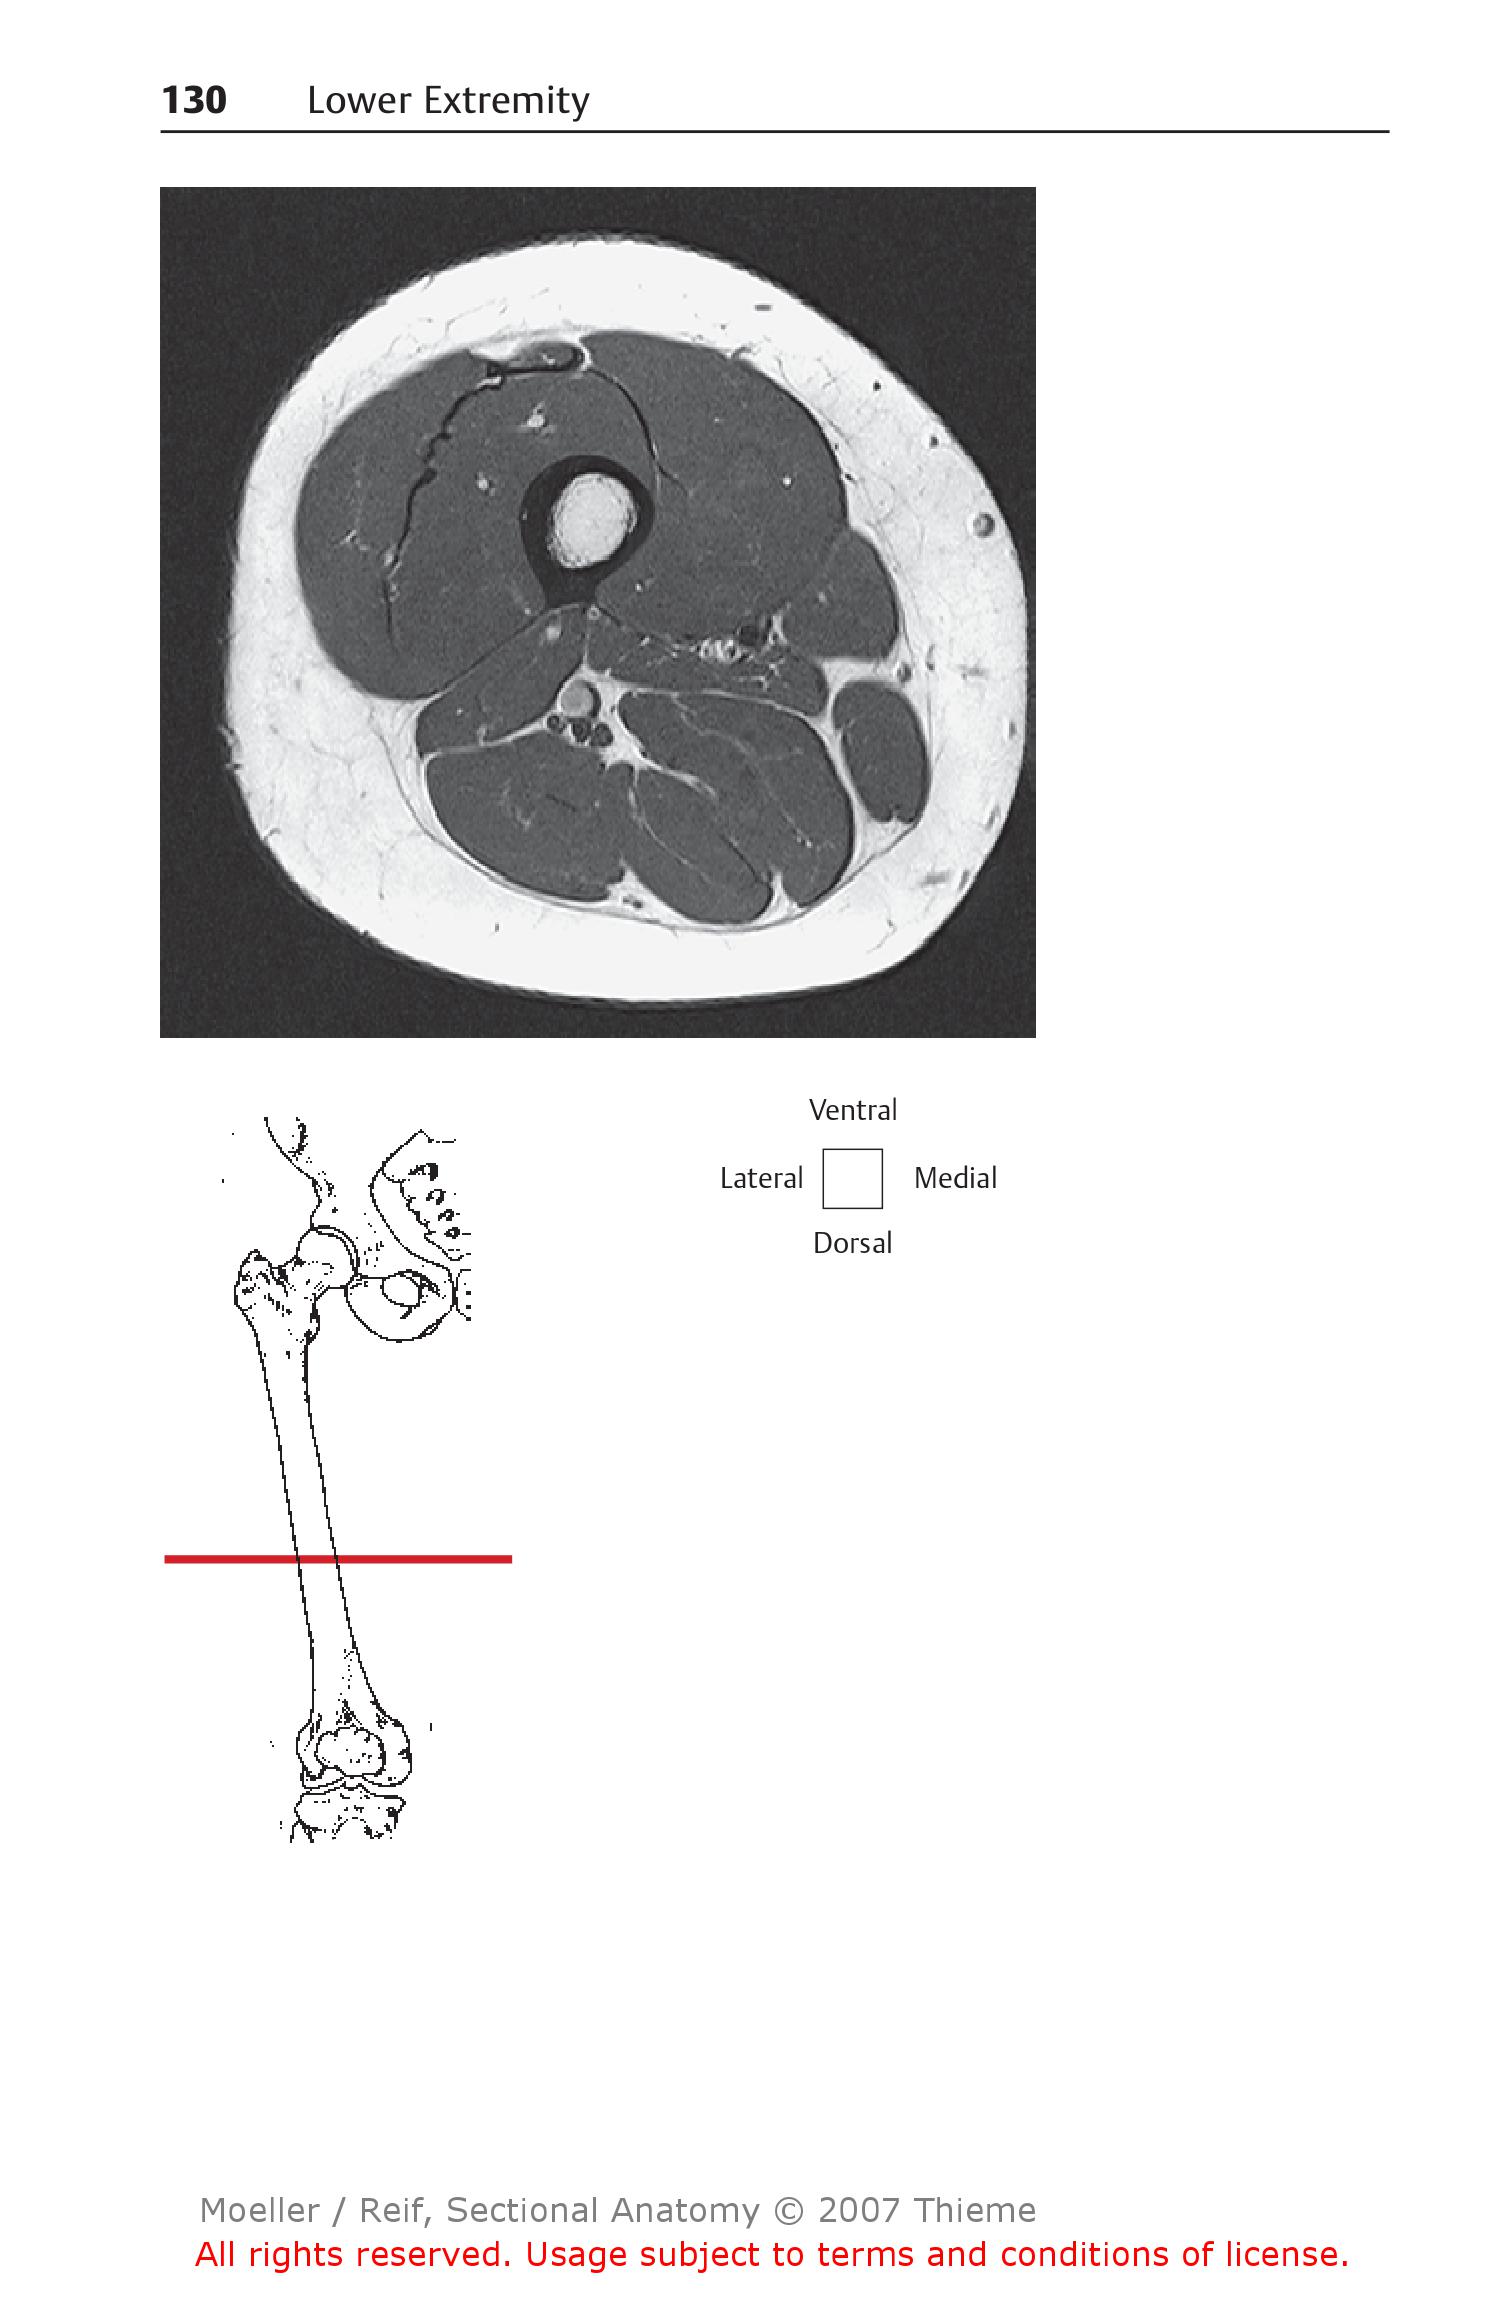 130 Lower Extremity
Ventral
Lateral Medial
Dorsal
Moeller / Reif, Sectional Anatomy © 2007 Thieme
All rights reserved. Usage subject to terms and conditions of license.